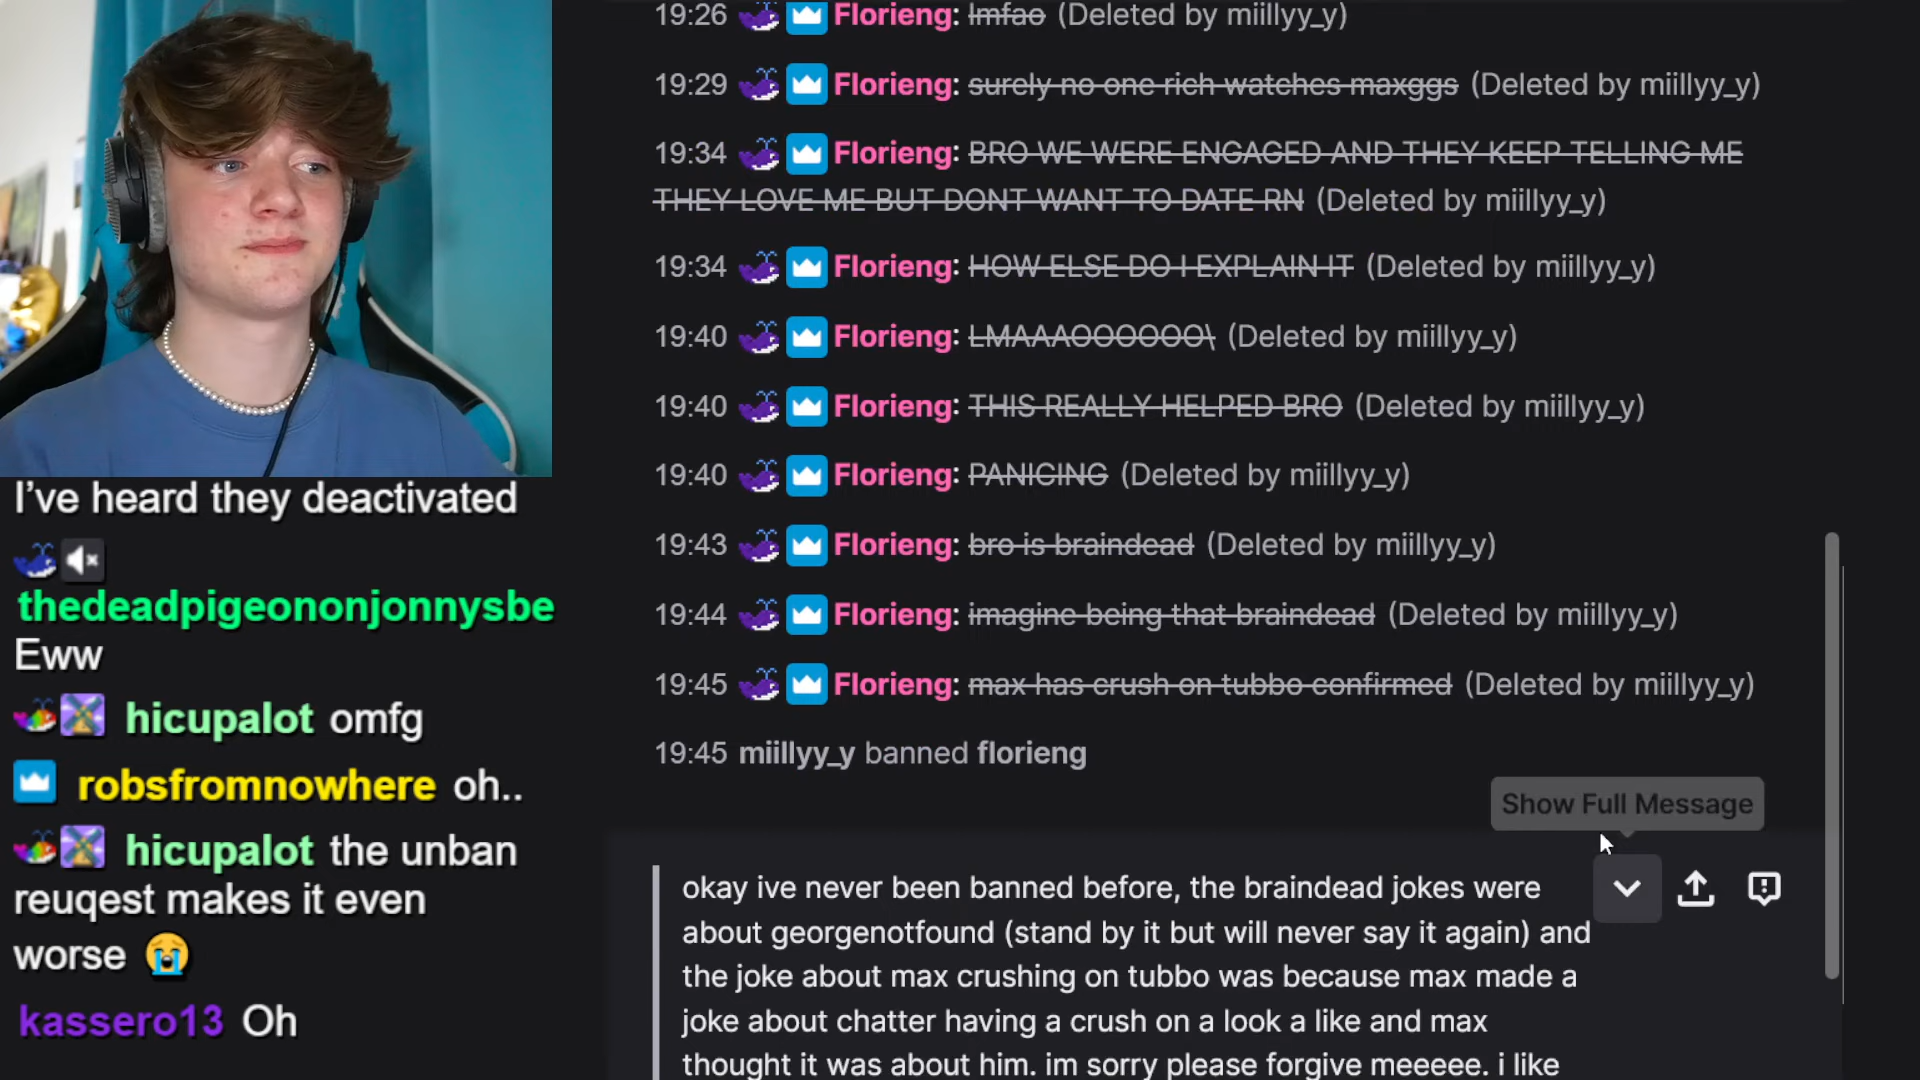 19:26 Florieng: lmfao (Deleted by miillyy_y)
19:29 Florieng: surely no one rich watches maxggs (Deleted by miillyy_y)
19:34 Florieng: BRO WE WERE ENGAGED AND THEY KEEP TELLING ME
THEY LOVE ME BUT DONT WANT TO DATE RN (Deleted by miillyy_y)
19:34 Florieng: HOW ELSE DO I EXPLAIN IT (Deleted by miillyy_y)
19:40 Florieng: LMAAAOOOOOO\ (Deleted by miillyy_y)
19:40 Florieng: THIS REALLY HELPED BRO (Deleted by miillyy_y)
19:40 Florieng: PANICING (Deleted by miillyy_y)
19:43 Florieng: bro is braindead (Deleted by miillyy_y)
19:44 Florieng: imagine being that braindead (Deleted by miillyy_y)
19:45 Florieng: max has crush on tubbo confirmed (Deleted by miillyy_y)
19:45 miillyy_y banned florieng
Show Full Message
okay ive never been banned before, the braindead jokes were
about georgenotfound (stand by it but will never say it again) and
the joke about max crushing on tubbo was because max made a
joke about chatter having a crush on a look a like and max
thought it was about him. im sorry please forgive meeeee. i like
I've heard they deactivated
thedeadpigeononjonnysbe
Eww
hicupalot omfg
robsfromnowhere oh..
hicupalot the unban
reuqest makes it even
worse 😭
kassero13 Oh